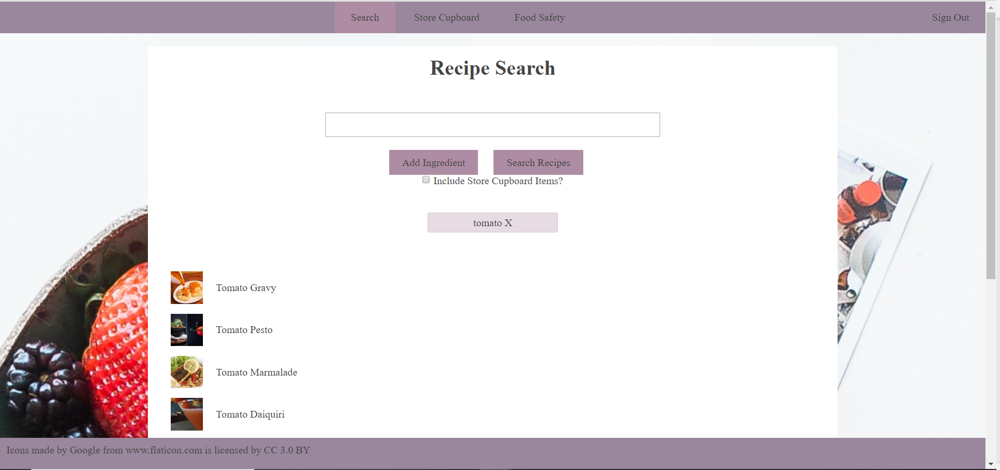 Search Store Cupboard Food Safety Sign Out
Recipe Search
Add Ingredient Search Recipes
Include Store Cupboard Items?
tomato X
Tomato Gravy
Tomato Pesto
Tomato Marmalade
Tomato Daiquiri
Icons made by Google from www.flaticon.com is licensed by CC 3.0 BY